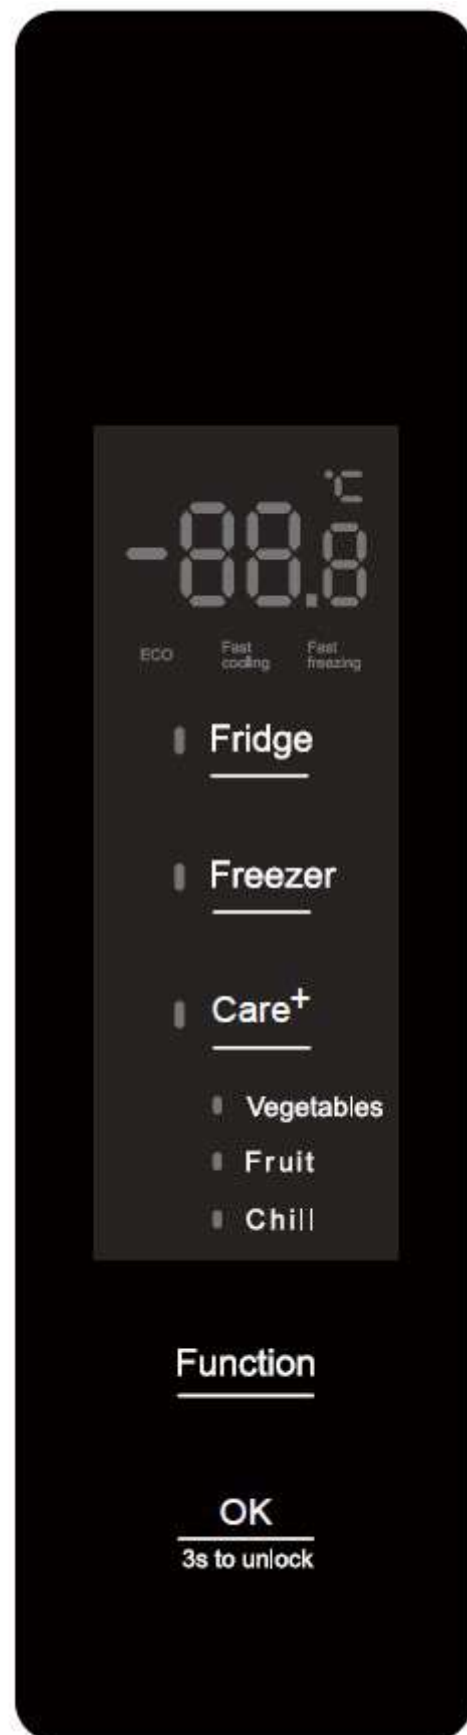 °C
-88.8
ECO Fast cooling Fast freezing
Fridge
Freezer
Care+
Vegetables
Fruit
Chill
Function
OK
3s to unlock